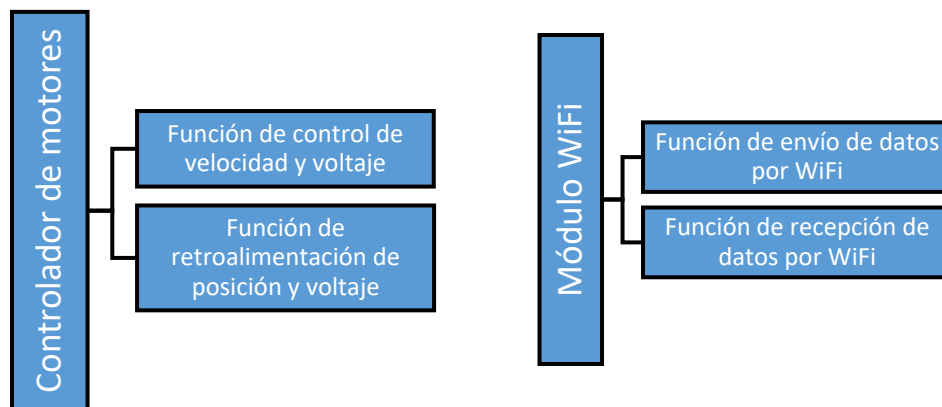 Controlador de motores
Función de control de
velocidad y voltaje
Función de
retroalimentación de
posición y voltaje
Módulo WiFi
Función de envío de datos
por WiFi
Función de recepción de
datos por WiFi